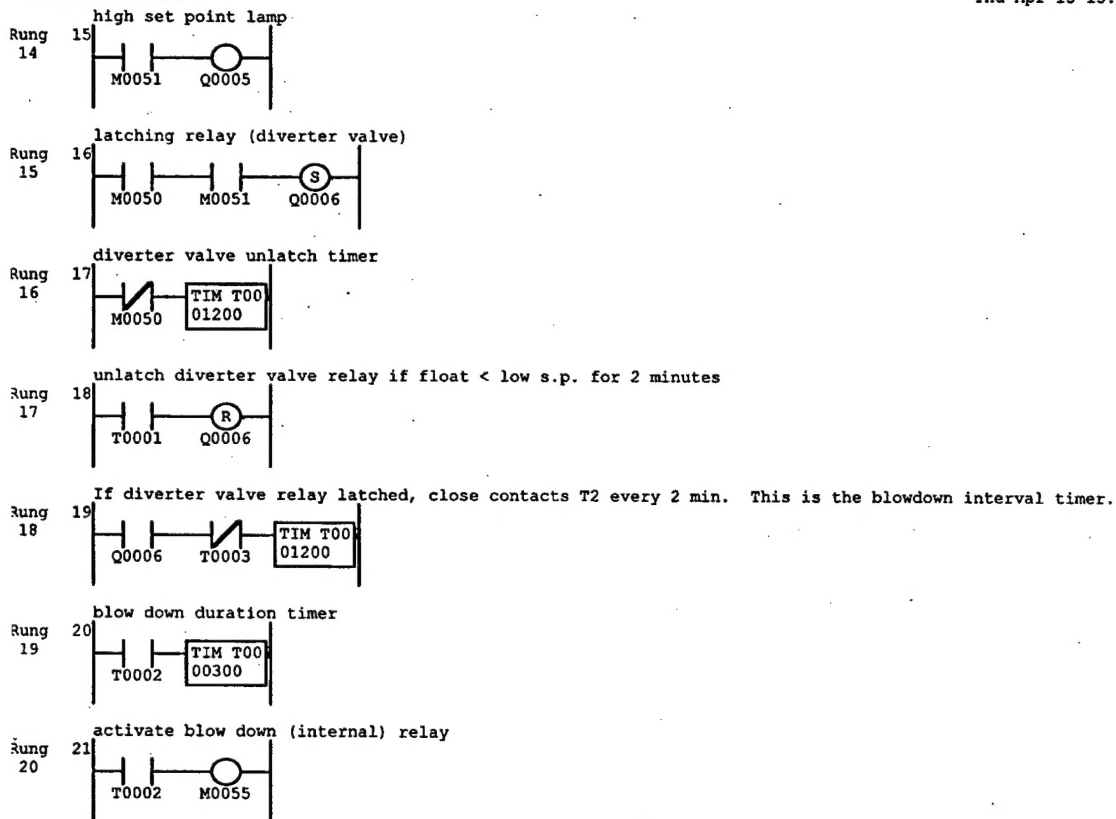 high set point lamp
Rung 15
14
M0051 Q0005
latching relay (diverter valve)
Rung 16
15
S
M0050 M0051 Q0006
diverter valve unlatch timer
Rung 17
16
TIM T00
M0050 01200
unlatch diverter valve relay if float < low s.p. for 2 minutes
Rung 18
17
R
T0001 Q0006
If diverter valve relay latched, close contacts T2 every 2 min. This is the blowdown interval timer.
Rung 19
18
TIM T00
Q0006 T0003 01200
blow down duration timer
Rung 20
19
TIM T00
T0002 00300
activate blow down (internal) relay
Rung 21
20
T0002 M0055